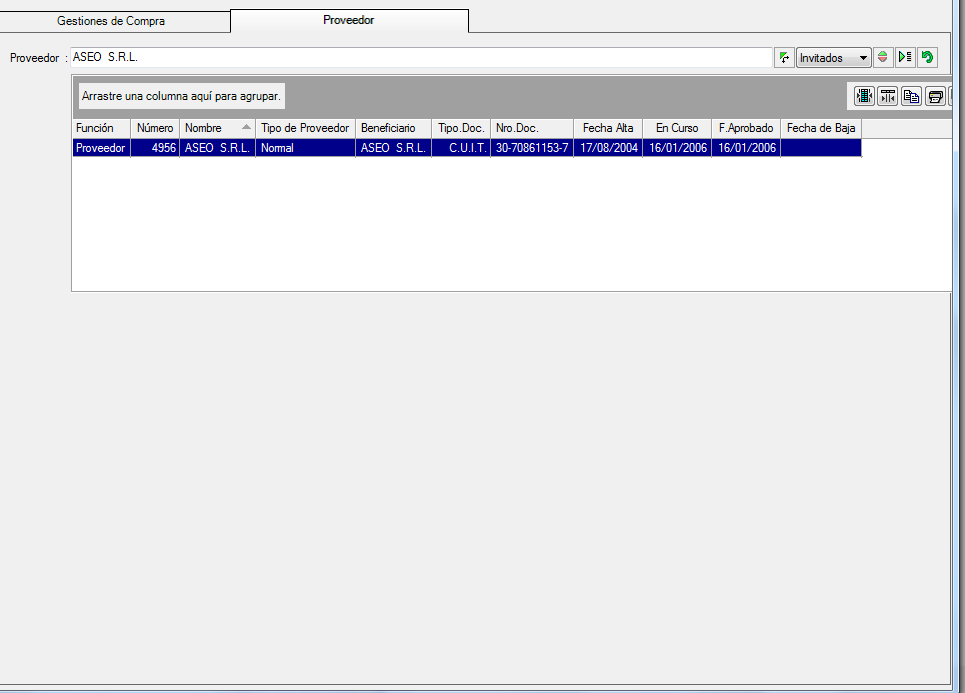 Gestiones de Compra Proveedor
Proveedor : ASEO S.R.L. Invitados
Arrastre una columna aquí para agrupar.
Función Número Nombre Tipo de Proveedor Beneficiario Tipo.Doc. Nro.Doc. Fecha Alta En Curso F.Aprobado Fecha de Baja
Proveedor 4956 ASEO S.R.L. Normal ASEO S.R.L. C.U.I.T. 30-70861153-7 17/08/2004 16/01/2006 16/01/2006